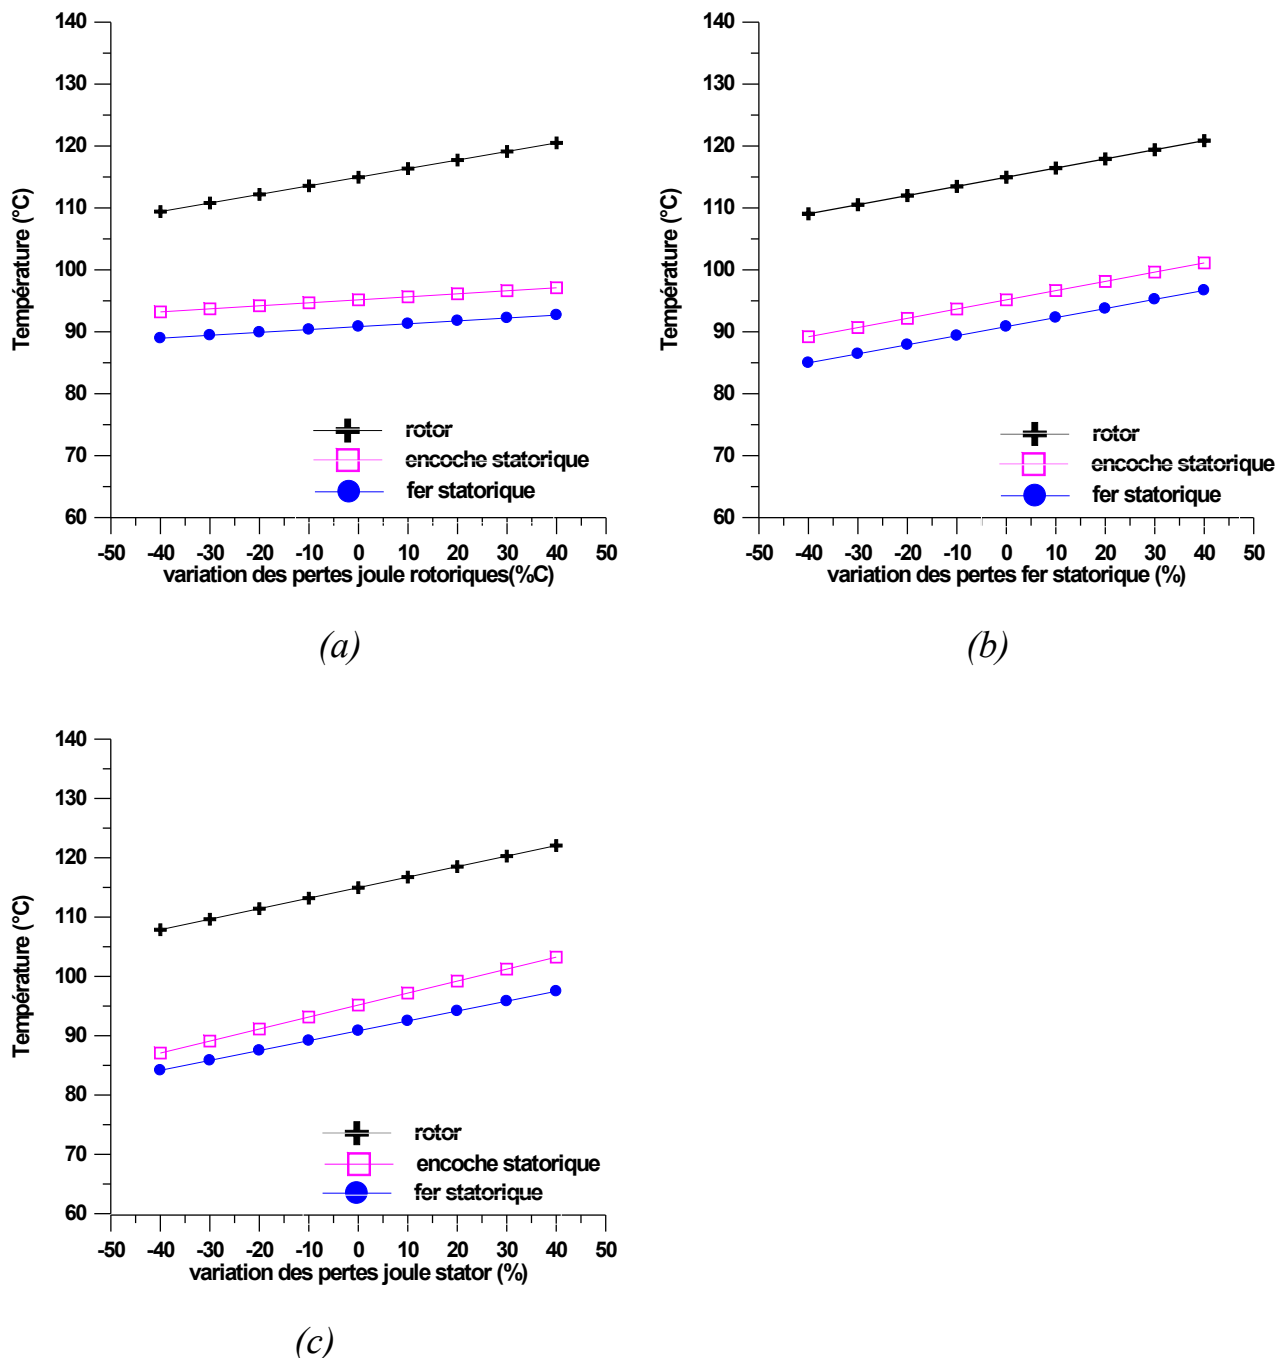 140
130
120
110
100
90
80
70
60
Température (°C)
rotor
encoche statorique
fer statorique
-50 -40 -30 -20 -10 0 10 20 30 40 50
variation des pertes joule rotoriques(%C)
(a)
140
130
120
110
100
90
80
70
60
Température (°C)
rotor
encoche statorique
fer statorique
-50 -40 -30 -20 -10 0 10 20 30 40 50
variation des pertes fer statorique (%)
(b)
140
130
120
110
100
90
80
70
60
Température (°C)
rotor
encoche statorique
fer statorique
-50 -40 -30 -20 -10 0 10 20 30 40 50
variation des pertes joule stator (%)
(c)